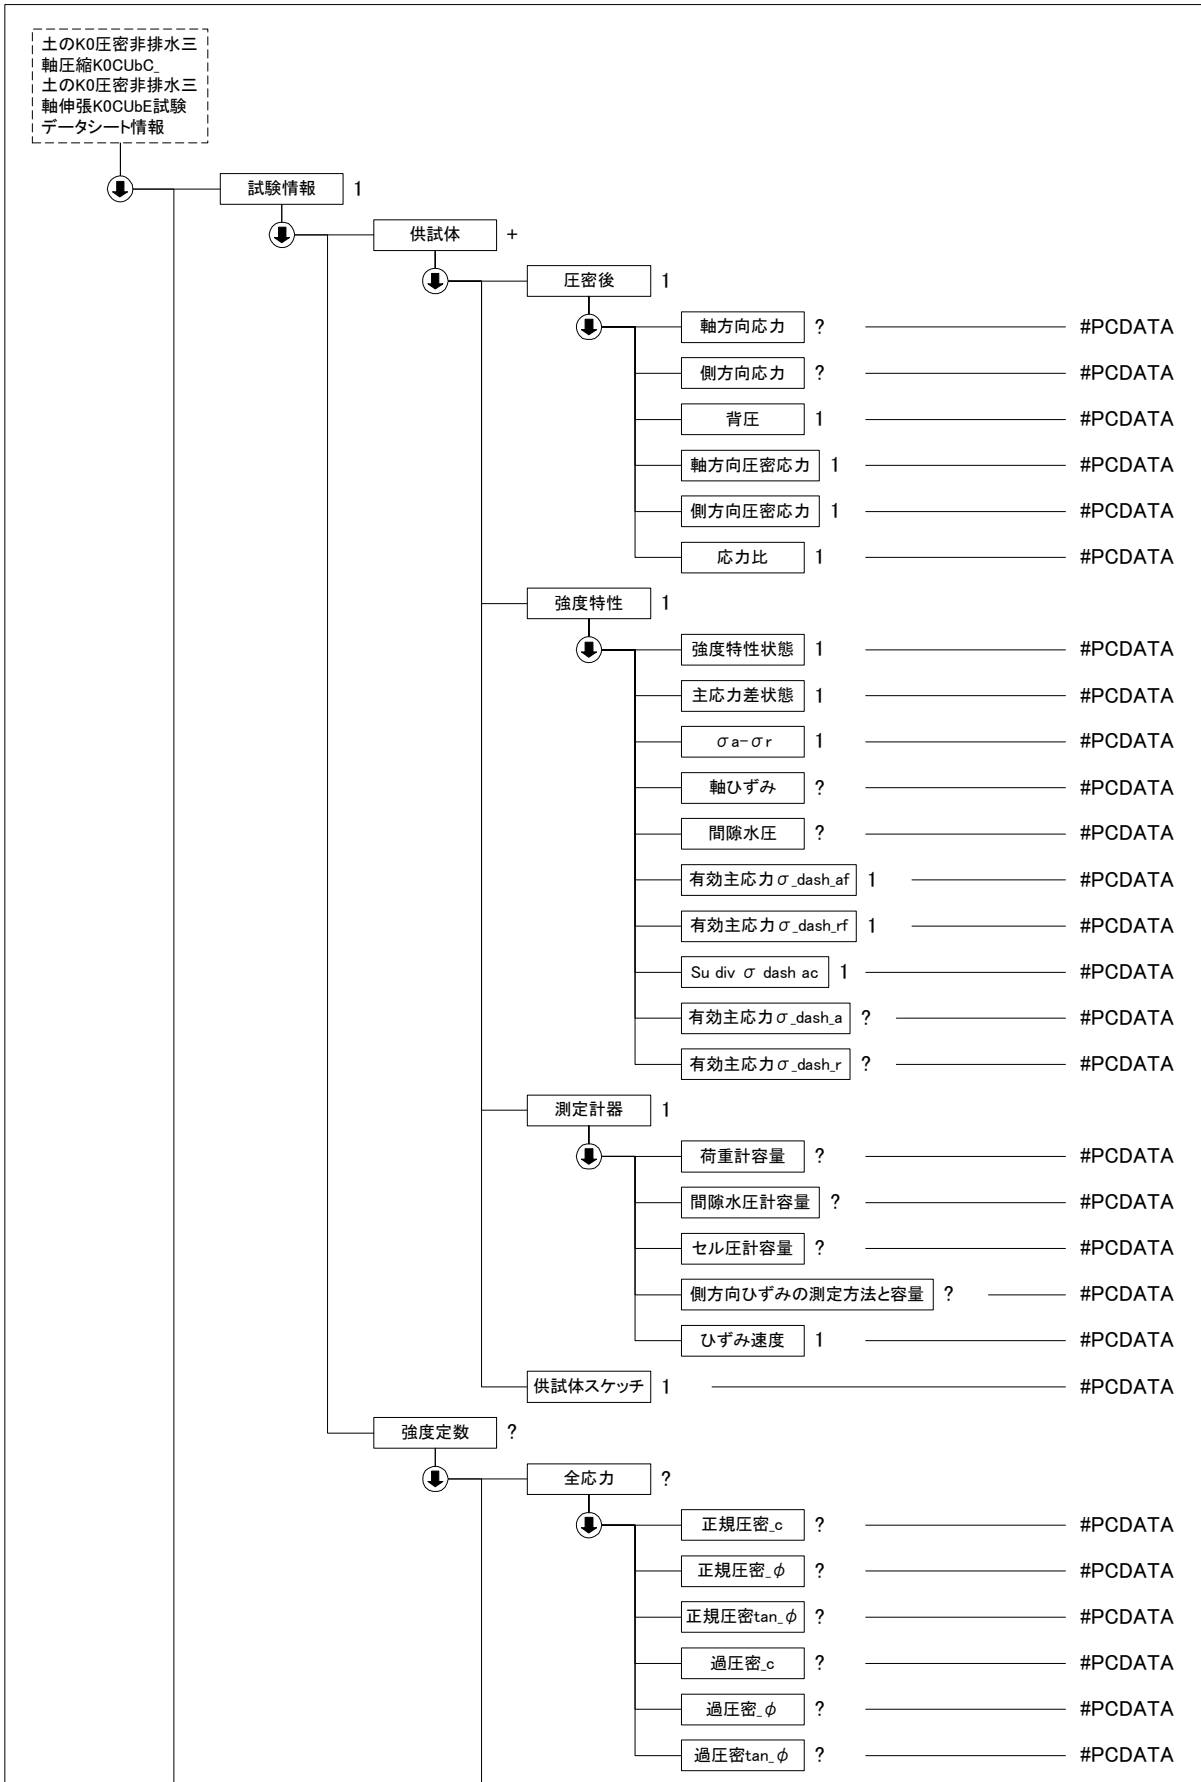 土のK0圧密非排水三
軸圧縮K0CUbC_
土のK0圧密非排水三
軸伸張K0CUbE試験
データシート情報
試験情報 1
供試体 +
圧密後 1
軸方向応力 ? #PCDATA
側方向応力 ? #PCDATA
背圧 1 #PCDATA
軸方向圧密応力 1 #PCDATA
側方向圧密応力 1 #PCDATA
応力比 1 #PCDATA
強度特性 1
強度特性状態 1 #PCDATA
主応力差状態 1 #PCDATA
σa-σr 1 #PCDATA
軸ひずみ ? #PCDATA
間隙水圧 ? #PCDATA
有効主応力σ_dash_af 1 #PCDATA
有効主応力σ_dash_rf 1 #PCDATA
Su div σ dash ac 1 #PCDATA
有効主応力σ_dash_a ? #PCDATA
有効主応力σ_dash_r ? #PCDATA
測定計器 1
荷重計容量 ? #PCDATA
間隙水圧計容量 ? #PCDATA
セル圧計容量 ? #PCDATA
側方向ひずみの測定方法と容量 ? #PCDATA
ひずみ速度 1 #PCDATA
供試体スケッチ 1 #PCDATA
強度定数 ?
全応力 ?
正規圧密_c ? #PCDATA
正規圧密_φ ? #PCDATA
正規圧密tan_φ ? #PCDATA
過圧密_c ? #PCDATA
過圧密_φ ? #PCDATA
過圧密tan_φ ? #PCDATA